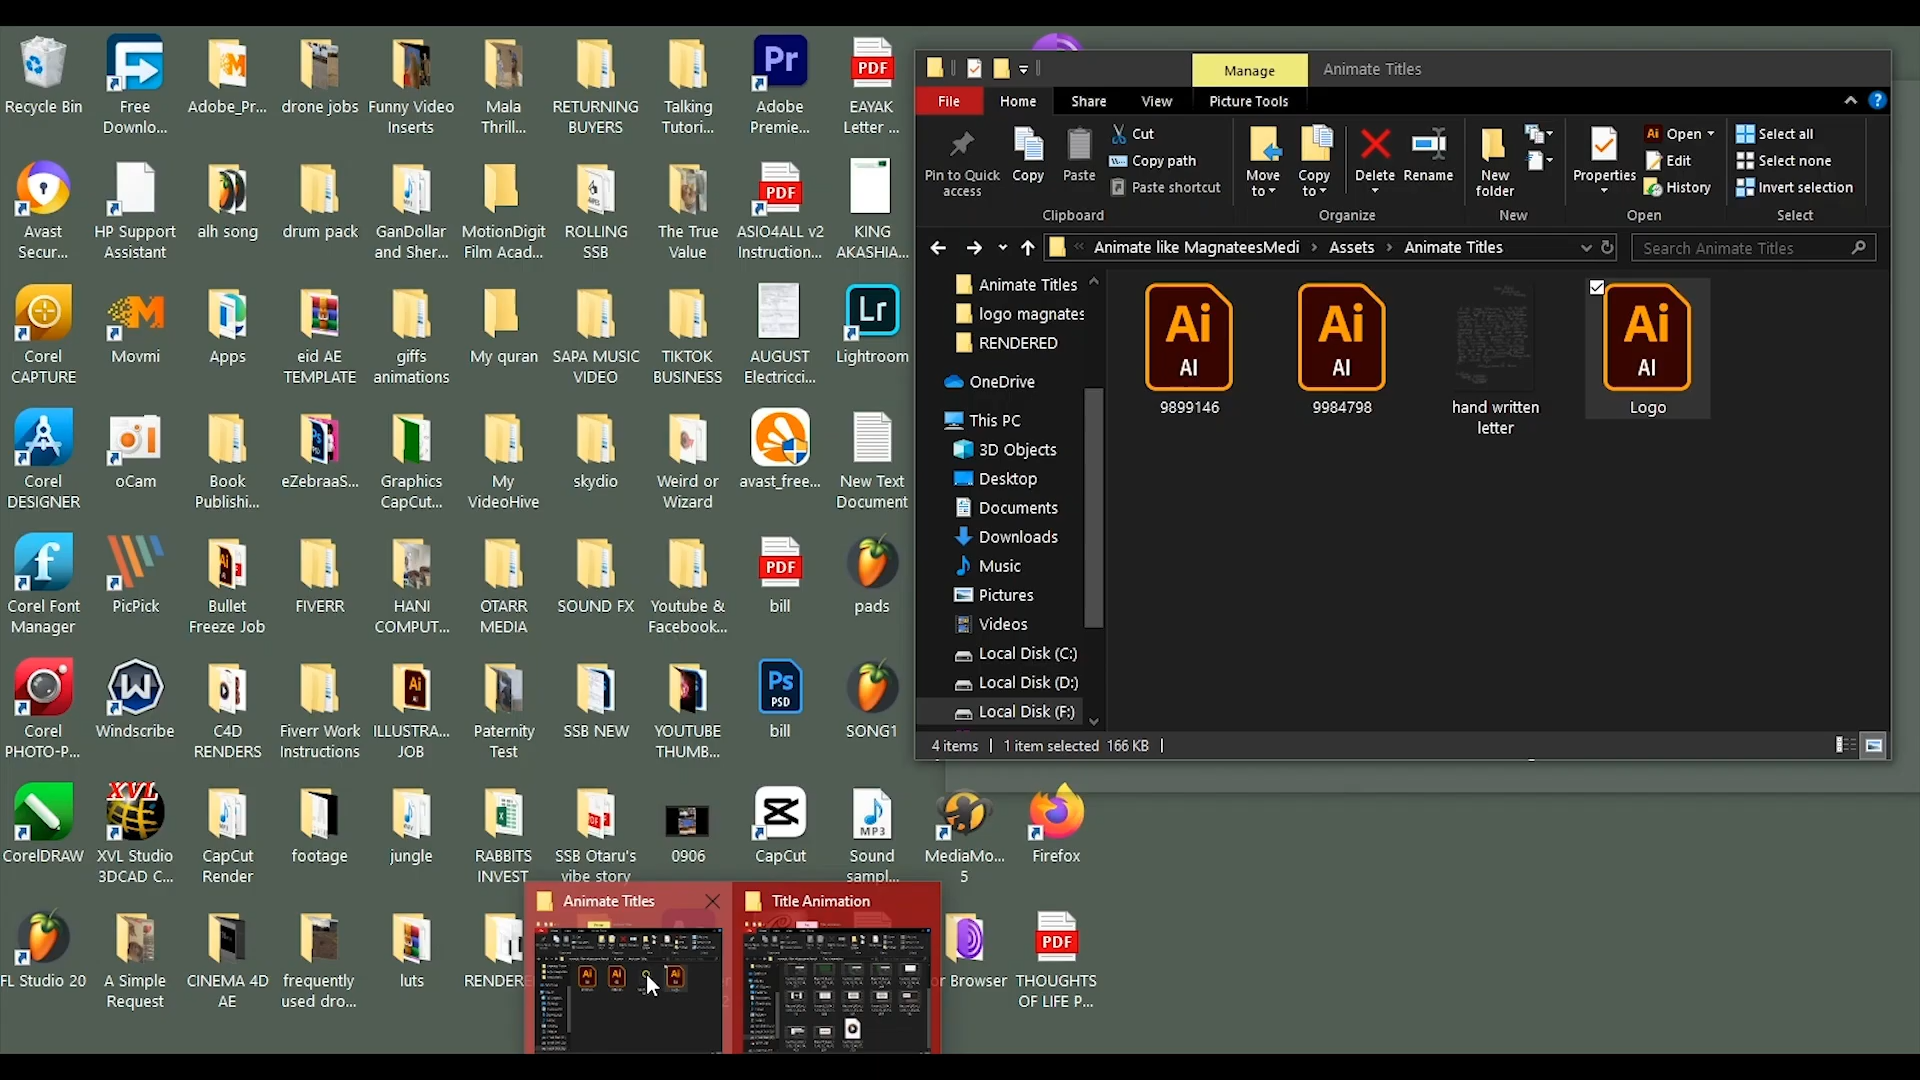 Recycle Bin
Free
Downlo...
Adobe_Pr...
drone jobs
Funny Video
Inserts
Mala
Thrill...
RETURNING
BUYERS
Talking
Tutori...
Pr
Adobe
Premie...
PDF
EAYAK
Letter ...
Avast
Secur...
HP Support
Assistant
alh song
drum pack
GanDollar
and Sher...
MotionDigit
Film Acad...
ROLLING
SSB
The True
Value
PDF
ASIO4ALL v2
Instruction...
KING
AKASHIA...
Corel
CAPTURE
Movmi
Apps
eid AE
TEMPLATE
giffs
animations
My quran
SAPA MUSIC
VIDEO
TIKTOK
BUSINESS
AUGUST
Electricci...
Lr
Lightroom
Corel
DESIGNER
oCam
Book
Publishi...
eZebraaS...
Graphics
CapCut...
My
VideoHive
skydio
Weird or
Wizard
avast_free...
New Text
Document
Corel Font
Manager
PicPick
Bullet
Freeze Job
FIVERR
HANI
COMPUT...
OTARR
MEDIA
SOUND FX
Youtube &
Facebook...
PDF
bill
pads
Corel
PHOTO-P...
Windscribe
C4D
RENDERS
Fiverr Work
Instructions
Ai
ILLUSTRA...
JOB
Paternity
Test
SSB NEW
YOUTUBE
THUMB...
Ps
PSD
bill
SONG1
CorelDRAW
XVL
XVL Studio
3DCAD C...
CapCut
Render
footage
jungle
RABBITS
INVEST
SSB Otaru's
vibe story
0906
CapCut
MP3
Sound
sampl...
MediaMo...
5
Firefox
FL Studio 20
A Simple
Request
CINEMA 4D
AE
frequently
used dro...
luts
RENDERE
or Browser
PDF
THOUGHTS
OF LIFE P...
Manage
Animate Titles
File
Home
Share
View
Picture Tools
Pin to Quick
access
Copy
Paste
Cut
Copy path
Paste shortcut
Clipboard
Move
to
Copy
to
Delete
Rename
Organize
New
folder
New
Properties
Open
Edit
History
Open
Select all
Select none
Invert selection
Select
« Animate like MagnateesMedi › Assets › Animate Titles
Search Animate Titles
Animate Titles
logo magnates
RENDERED
OneDrive
This PC
3D Objects
Desktop
Documents
Downloads
Music
Pictures
Videos
Local Disk (C:)
Local Disk (D:)
Local Disk (F:)
Ai
AI
9899146
Ai
AI
9984798
hand written
letter
Ai
AI
Logo
4 items
1 item selected 166 KB
Animate Titles
Title Animation